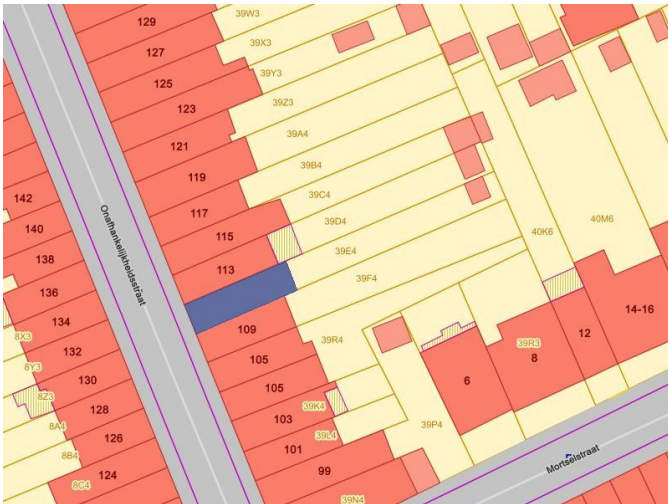 129
39W3
127
39X3
125
39Y3
123
39Z3
121
39A4
119
39B4
117
39C4
115
39D4
113
39E4
39F4
109
39R4
105
105
39K4
103
39L4
101
99
39N4
142
140
138
136
134
8X3
132
8Y3
130
8Z3
128
8A4
126
8B4
124
8C4
Onafhankelijkheidsstraat
40K6
40M6
14-16
12
39R3
8
6
39P4
Mortselstraat